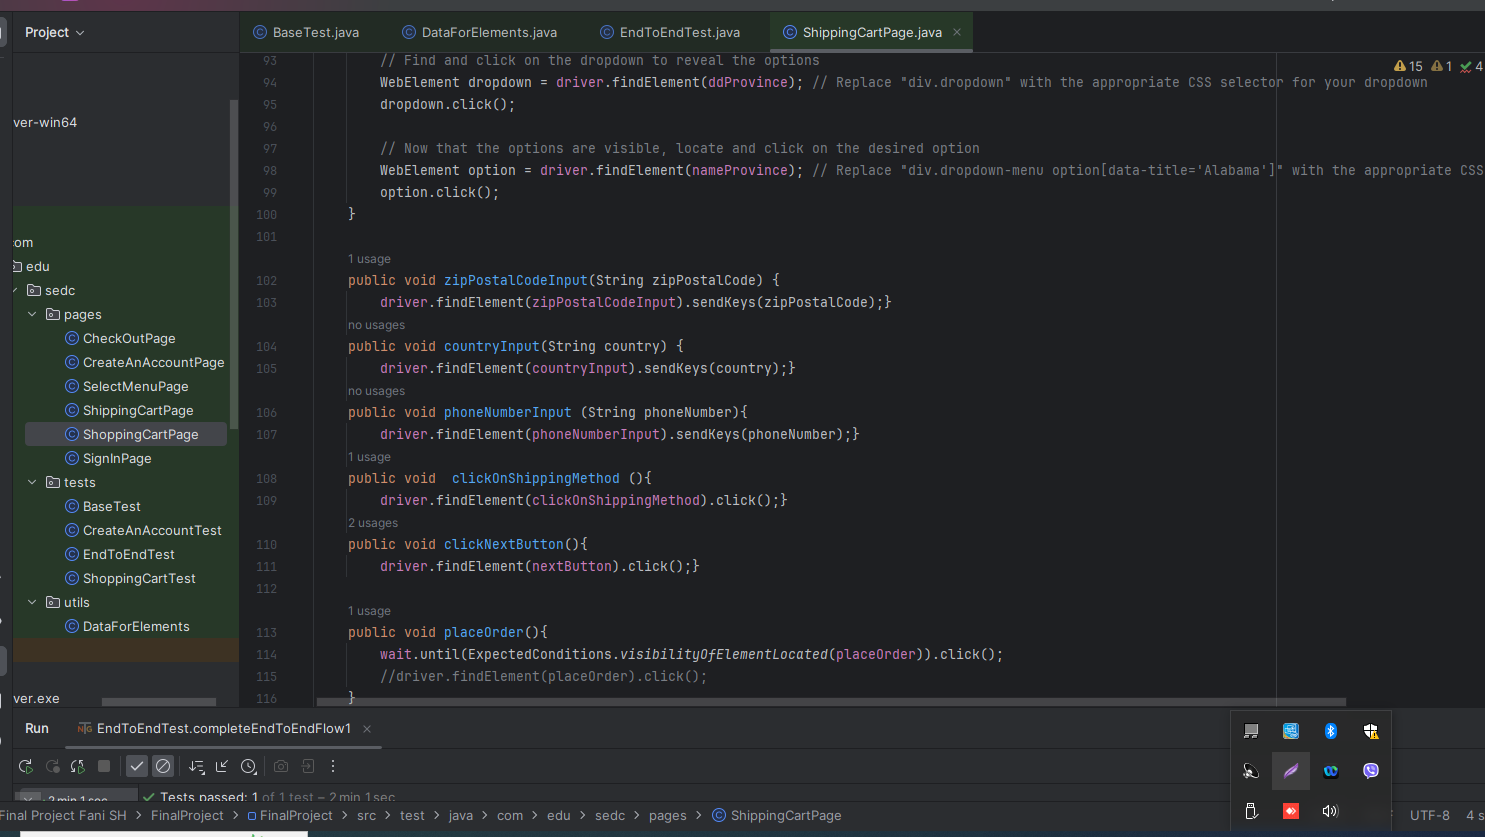 Project
BaseTest.java
DataForElements.java
EndToEndTest.java
ShippingCartPage.java
15
1
4
ver-win64
com
edu
sedc
pages
CheckOutPage
CreateAnAccountPage
SelectMenuPage
ShippingCartPage
ShoppingCartPage
SignInPage
tests
BaseTest
CreateAnAccountTest
EndToEndTest
ShoppingCartTest
utils
DataForElements
ver.exe
93 // Find and click on the dropdown to reveal the options
94 WebElement dropdown = driver.findElement(ddProvince); // Replace "div.dropdown" with the appropriate CSS selector for your dropdown
95 dropdown.click();
96
97 // Now that the options are visible, locate and click on the desired option
98 WebElement option = driver.findElement(nameProvince); // Replace "div.dropdown-menu option[data-title='Alabama']" with the appropriate CSS
99 option.click();
100 }
101
1 usage
102 public void zipPostalCodeInput(String zipPostalCode) {
103 driver.findElement(zipPostalCodeInput).sendKeys(zipPostalCode);}
no usages
104 public void countryInput(String country) {
105 driver.findElement(countryInput).sendKeys(country);}
no usages
106 public void phoneNumberInput (String phoneNumber){
107 driver.findElement(phoneNumberInput).sendKeys(phoneNumber);}
1 usage
108 public void  clickOnShippingMethod (){
109 driver.findElement(clickOnShippingMethod).click();}
2 usages
110 public void clickNextButton(){
111 driver.findElement(nextButton).click();}
112
1 usage
113 public void placeOrder(){
114 wait.until(ExpectedConditions.visibilityOfElementLocated(placeOrder)).click();
115 //driver.findElement(placeOrder).click();
116 }
Run
EndToEndTest.completeEndToEndFlow1
2 min 1 sec
Tests passed: 1 of 1 test – 2 min 1 sec
Final Project Fani SH > FinalProject > FinalProject > src > test > java > com > edu > sedc > pages > ShippingCartPage
UTF-8
4 s